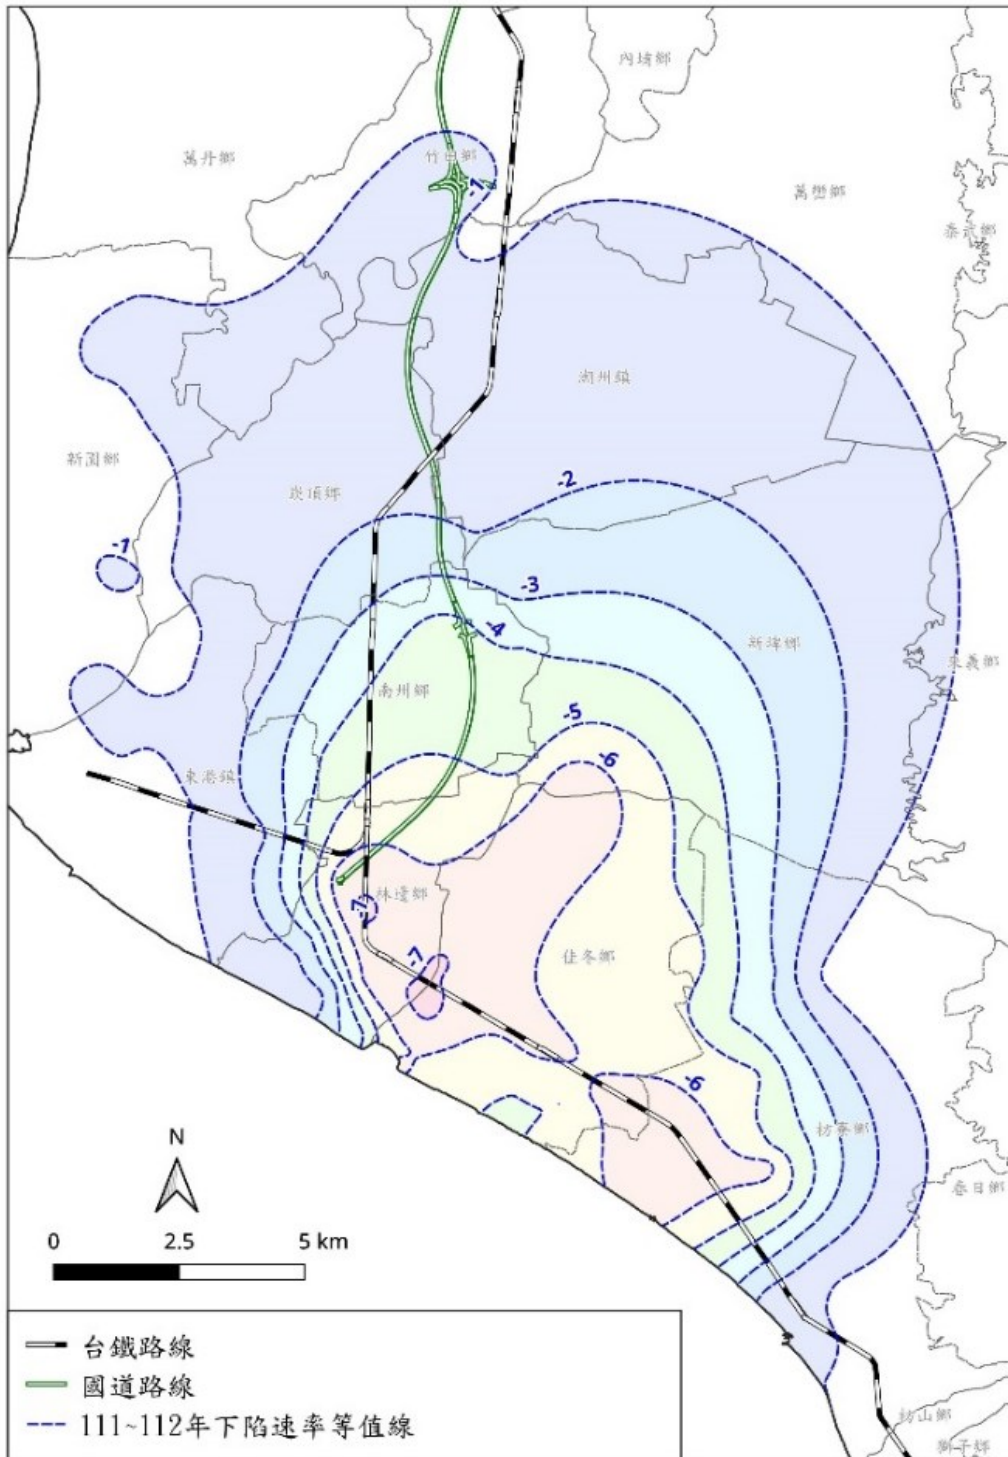 內埔鄉
竹田鄉
萬丹鄉
-1
萬巒鄉
泰武鄉
潮州鎮
新園鄉
崁頂鄉
-2
-1
-3
-4
新埤鄉
來義鄉
南州鄉
-5
東港鎮
-6
林邊鄉
-7
-7
佳冬鄉
-6
枋寮鄉
春日鄉
N
0 2.5 5 km
台鐵路線
國道路線
111~112年下陷速率等值線
枋山鄉
獅子鄉